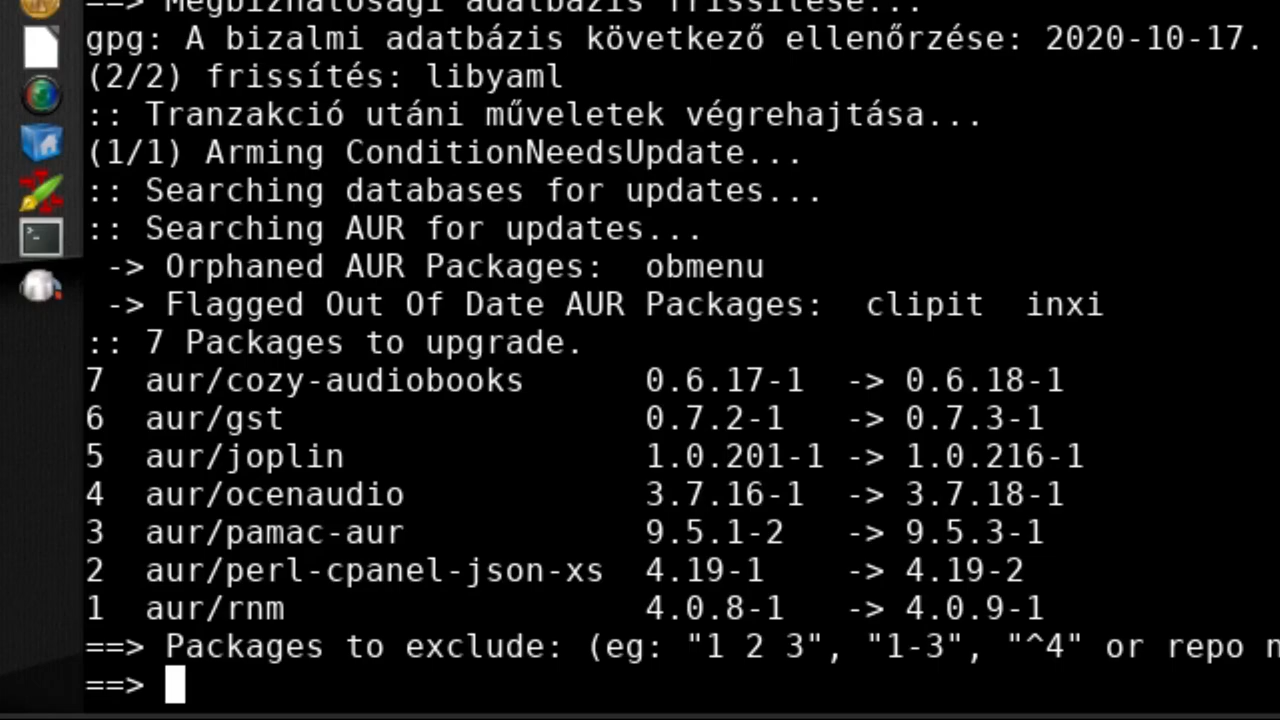 ==> Megbízhatósági adatbázis frissítése...
gpg: A bizalmi adatbázis következő ellenőrzése: 2020-10-17.
(2/2) frissítés: libyaml
:: Tranzakció utáni műveletek végrehajtása...
(1/1) Arming ConditionNeedsUpdate...
:: Searching databases for updates...
:: Searching AUR for updates...
-> Orphaned AUR Packages:  obmenu
-> Flagged Out Of Date AUR Packages:  clipit  inxi
:: 7 Packages to upgrade.
7  aur/cozy-audiobooks      0.6.17-1  -> 0.6.18-1
6  aur/gst                  0.7.2-1   -> 0.7.3-1
5  aur/joplin               1.0.201-1 -> 1.0.216-1
4  aur/ocenaudio            3.7.16-1  -> 3.7.18-1
3  aur/pamac-aur            9.5.1-2   -> 9.5.3-1
2  aur/perl-cpanel-json-xs  4.19-1    -> 4.19-2
1  aur/rnm                  4.0.8-1   -> 4.0.9-1
==> Packages to exclude: (eg: "1 2 3", "1-3", "^4" or repo n
==>